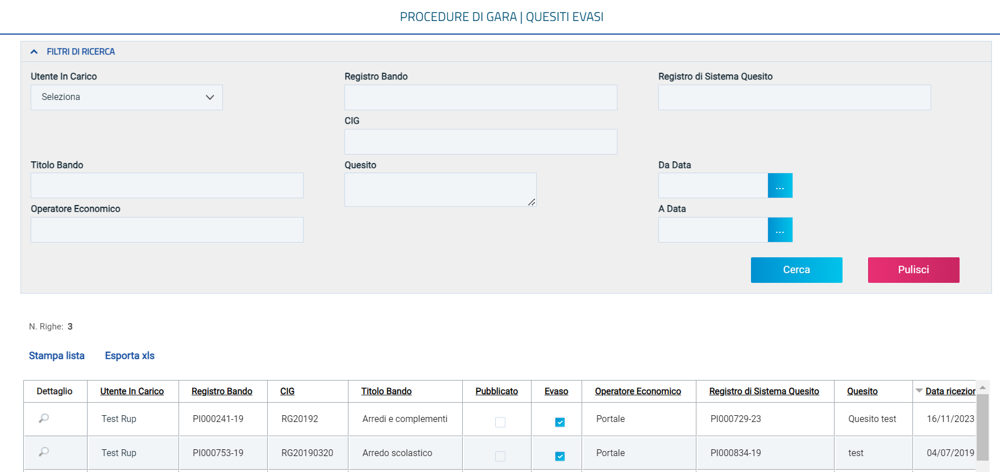 PROCEDURE DI GARA | QUESITI EVASI
FILTRI DI RICERCA
Utente In Carico
Registro Bando
Registro di Sistema Quesito
Seleziona
CIG
Titolo Bando
Quesito
Da Data
...
Operatore Economico
A Data
...
Cerca
Pulisci
N. Righe: 3
Stampa lista
Esporta xls
Dettaglio Utente In Carico Registro Bando CIG Titolo Bando Pubblicato Evaso Operatore Economico Registro di Sistema Quesito Quesito Data ricezior
Test Rup PI000241-19 RG20192 Arredi e complementi Portale PI000729-23 Quesito test 16/11/2023
Test Rup PI000753-19 RG20190320 Arredo scolastico Portale PI000834-19 test 04/07/2019